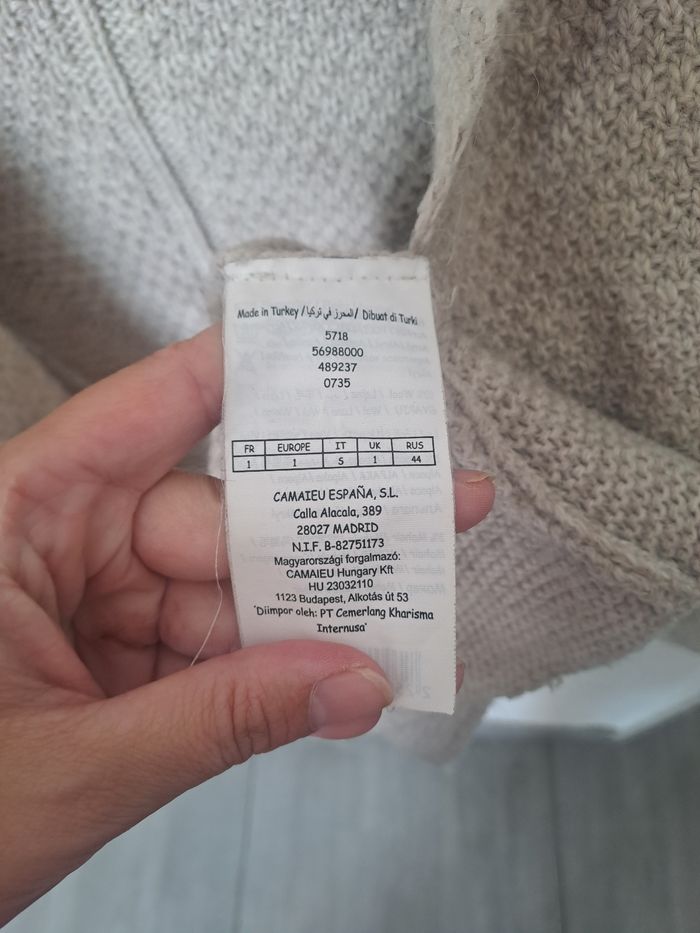 Made in Turkey / المحرز في تركيا / Dibuat di Turki
5718
56988000
489237
0735
FR EUROPE IT UK RUS
1 1 S 1 44
CAMAIEU ESPAÑA, S.L.
Calla Alacala, 389
28027 MADRID
N.I.F. B-82751173
Magyarországi forgalmazó:
CAMAIEU Hungary Kft
HU 23032110
1123 Budapest, Alkotás út 53
'Diimpor oleh: PT Cemerlang Kharisma
Internusa'